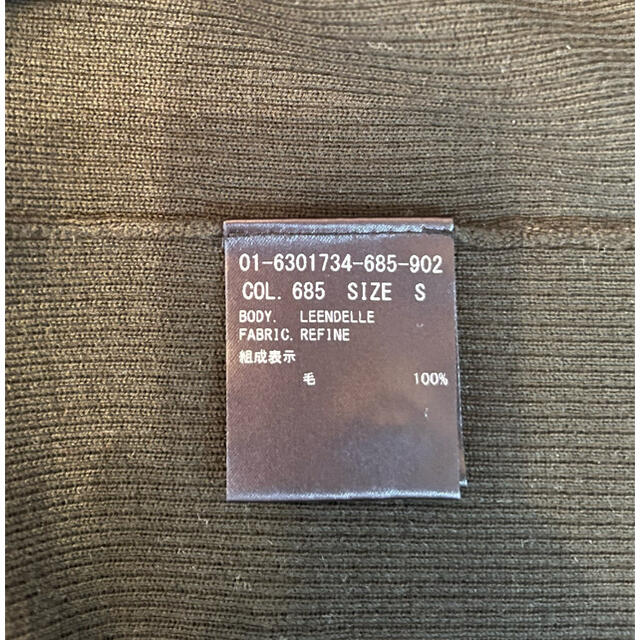 01-6301734-685-902
COL. 685 SIZE S
BODY. LEENDELLE
FABRIC. REFINE
組成表示
毛 100%